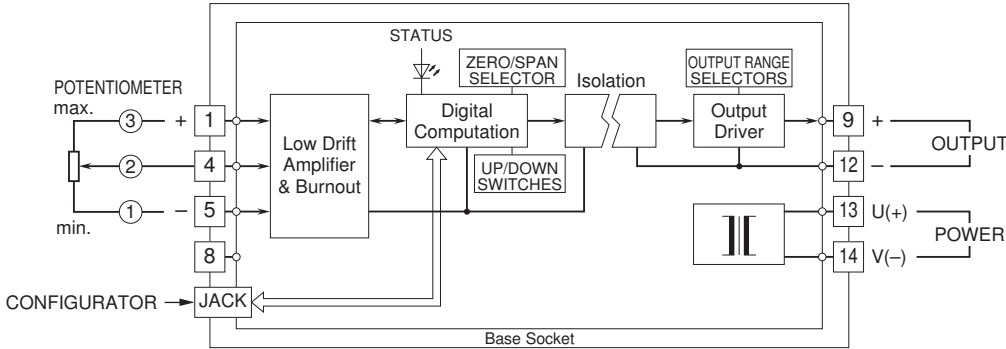 STATUS
ZERO/SPAN
SELECTOR
Isolation
OUTPUT RANGE
SELECTORS
POTENTIOMETER
max.
3
+
1
Low Drift
Amplifier
& Burnout
Digital
Computation
Output
Driver
9
+
OUTPUT
2
4
UP/DOWN
SWITCHES
12
–
min.
1
–
5
13
U(+)
POWER
8
14
V(–)
CONFIGURATOR
JACK
Base Socket